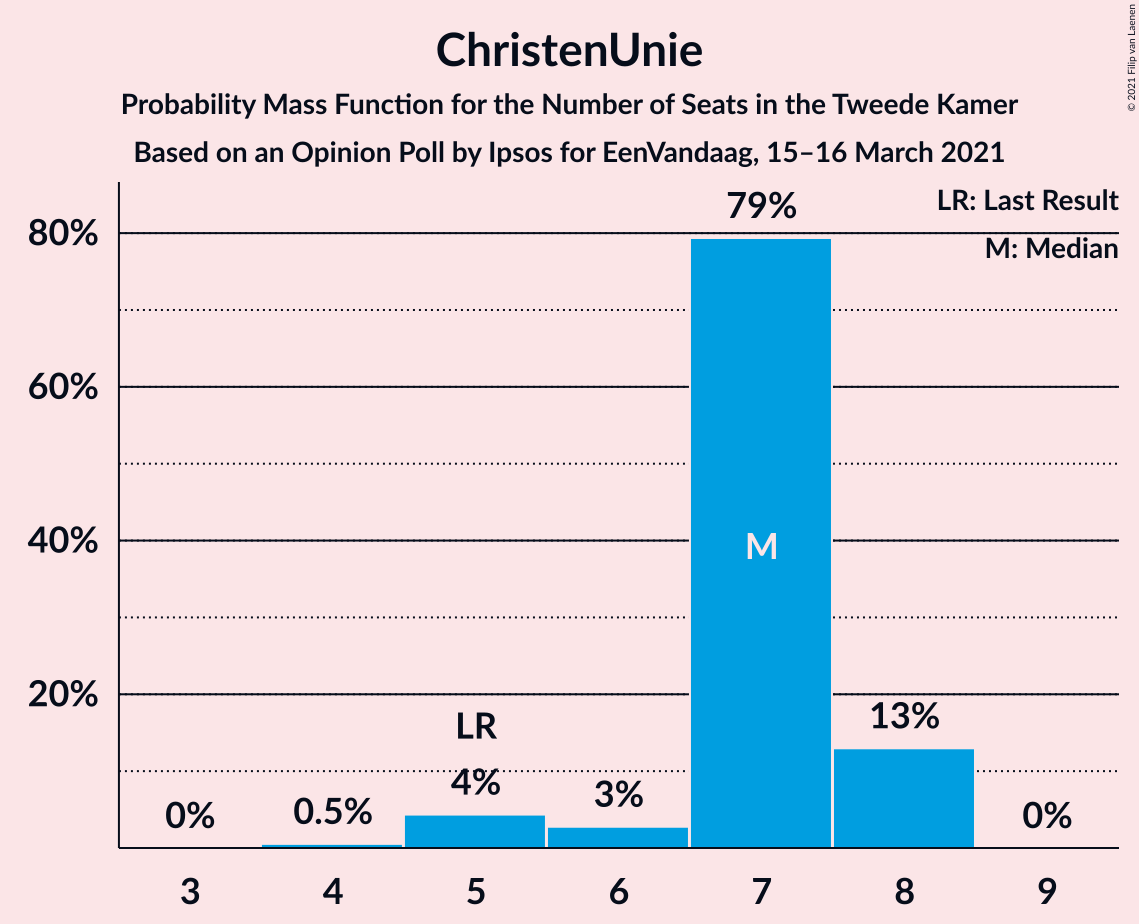 ChristenUnie
Probability Mass Function for the Number of Seats in the Tweede Kamer
Based on an Opinion Poll by Ipsos for EenVandaag, 15–16 March 2021
© 2021 Filip van Laenen
LR: Last Result
M: Median
80%
60%
40%
20%
0%
0.5%
LR
4%
3%
79%
M
13%
0%
3
4
5
6
7
8
9